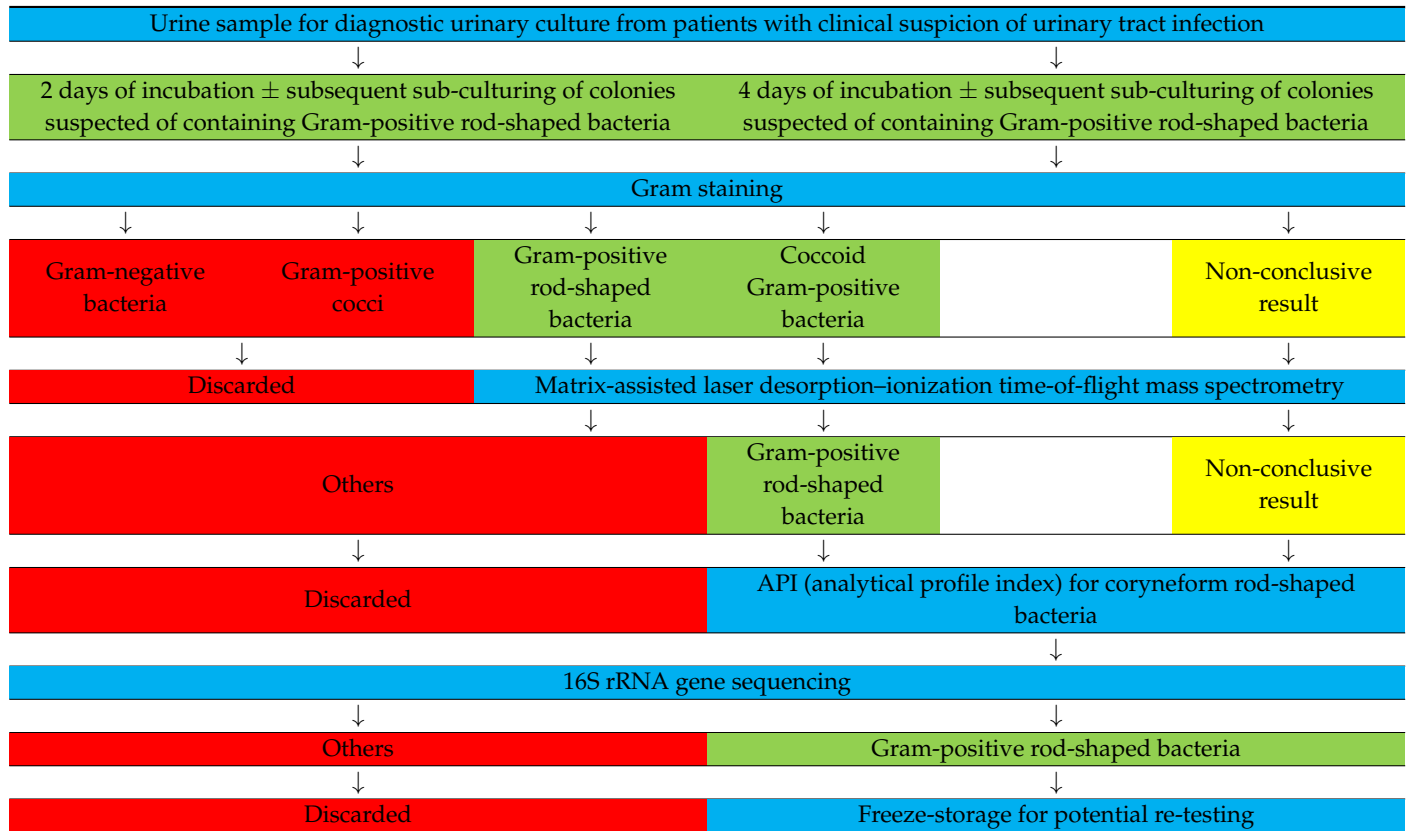 Urine sample for diagnostic urinary culture from patients with clinical suspicion of urinary tract infection
↓ ↓
2 days of incubation ± subsequent sub-culturing of colonies
suspected of containing Gram-positive rod-shaped bacteria
4 days of incubation ± subsequent sub-culturing of colonies
suspected of containing Gram-positive rod-shaped bacteria
↓ ↓
Gram staining
↓ ↓ ↓ ↓ ↓
Gram-negative
bacteria
Gram-positive
cocci
Gram-positive
rod-shaped
bacteria
Coccoid
Gram-positive
bacteria
Non-conclusive
result
↓ ↓ ↓
Discarded
Matrix-assisted laser desorption–ionization time-of-flight mass spectrometry
↓ ↓ ↓
Others
Gram-positive
rod-shaped
bacteria
Non-conclusive
result
↓ ↓ ↓
Discarded
API (analytical profile index) for coryneform rod-shaped
bacteria
↓
16S rRNA gene sequencing
↓ ↓
Others
Gram-positive rod-shaped bacteria
↓ ↓
Discarded
Freeze-storage for potential re-testing